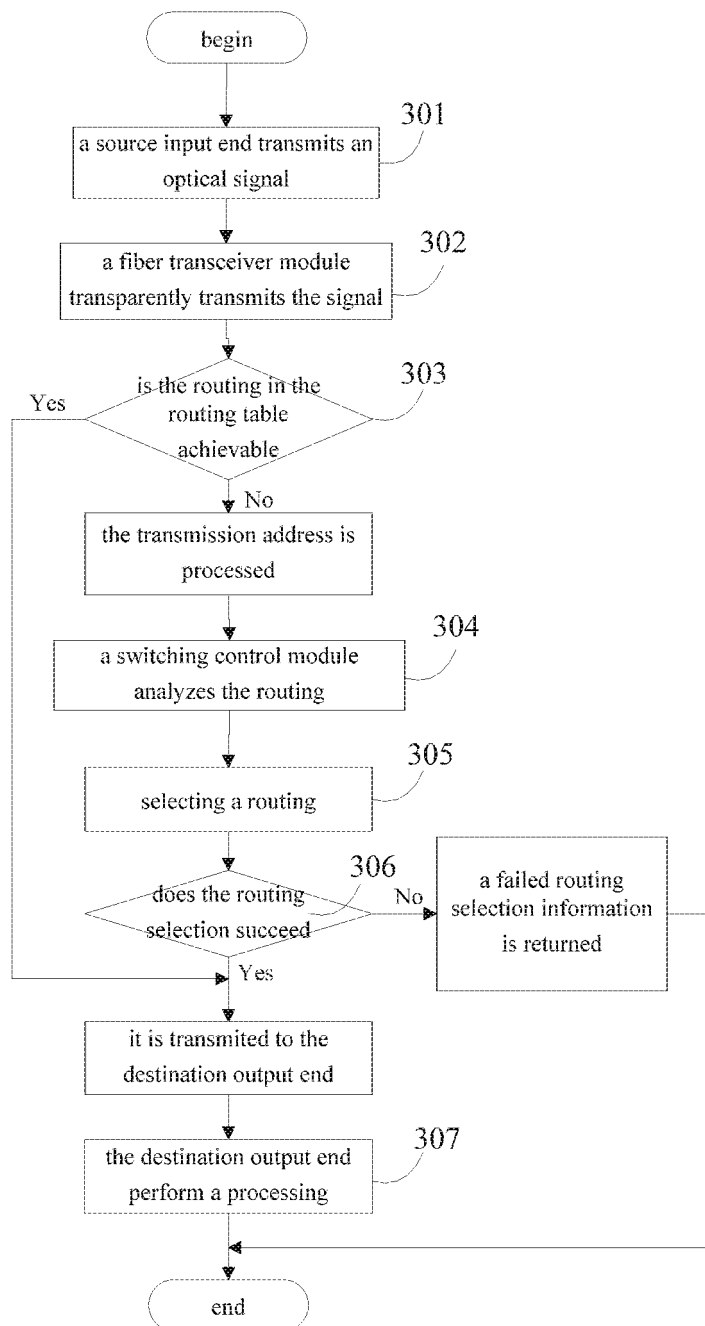 begin
301
a source input end transmits an
optical signal
302
a fiber transceiver module
transparently transmits the signal
303
is the routing in the
routing table
achievable
Yes
No
the transmission address is
processed
304
a switching control module
analyzes the routing
305
selecting a routing
306
does the routing
selection succeed
No
a failed routing
selection information
is returned
Yes
it is transmited to the
destination output end
307
the destination output end
perform a processing
end